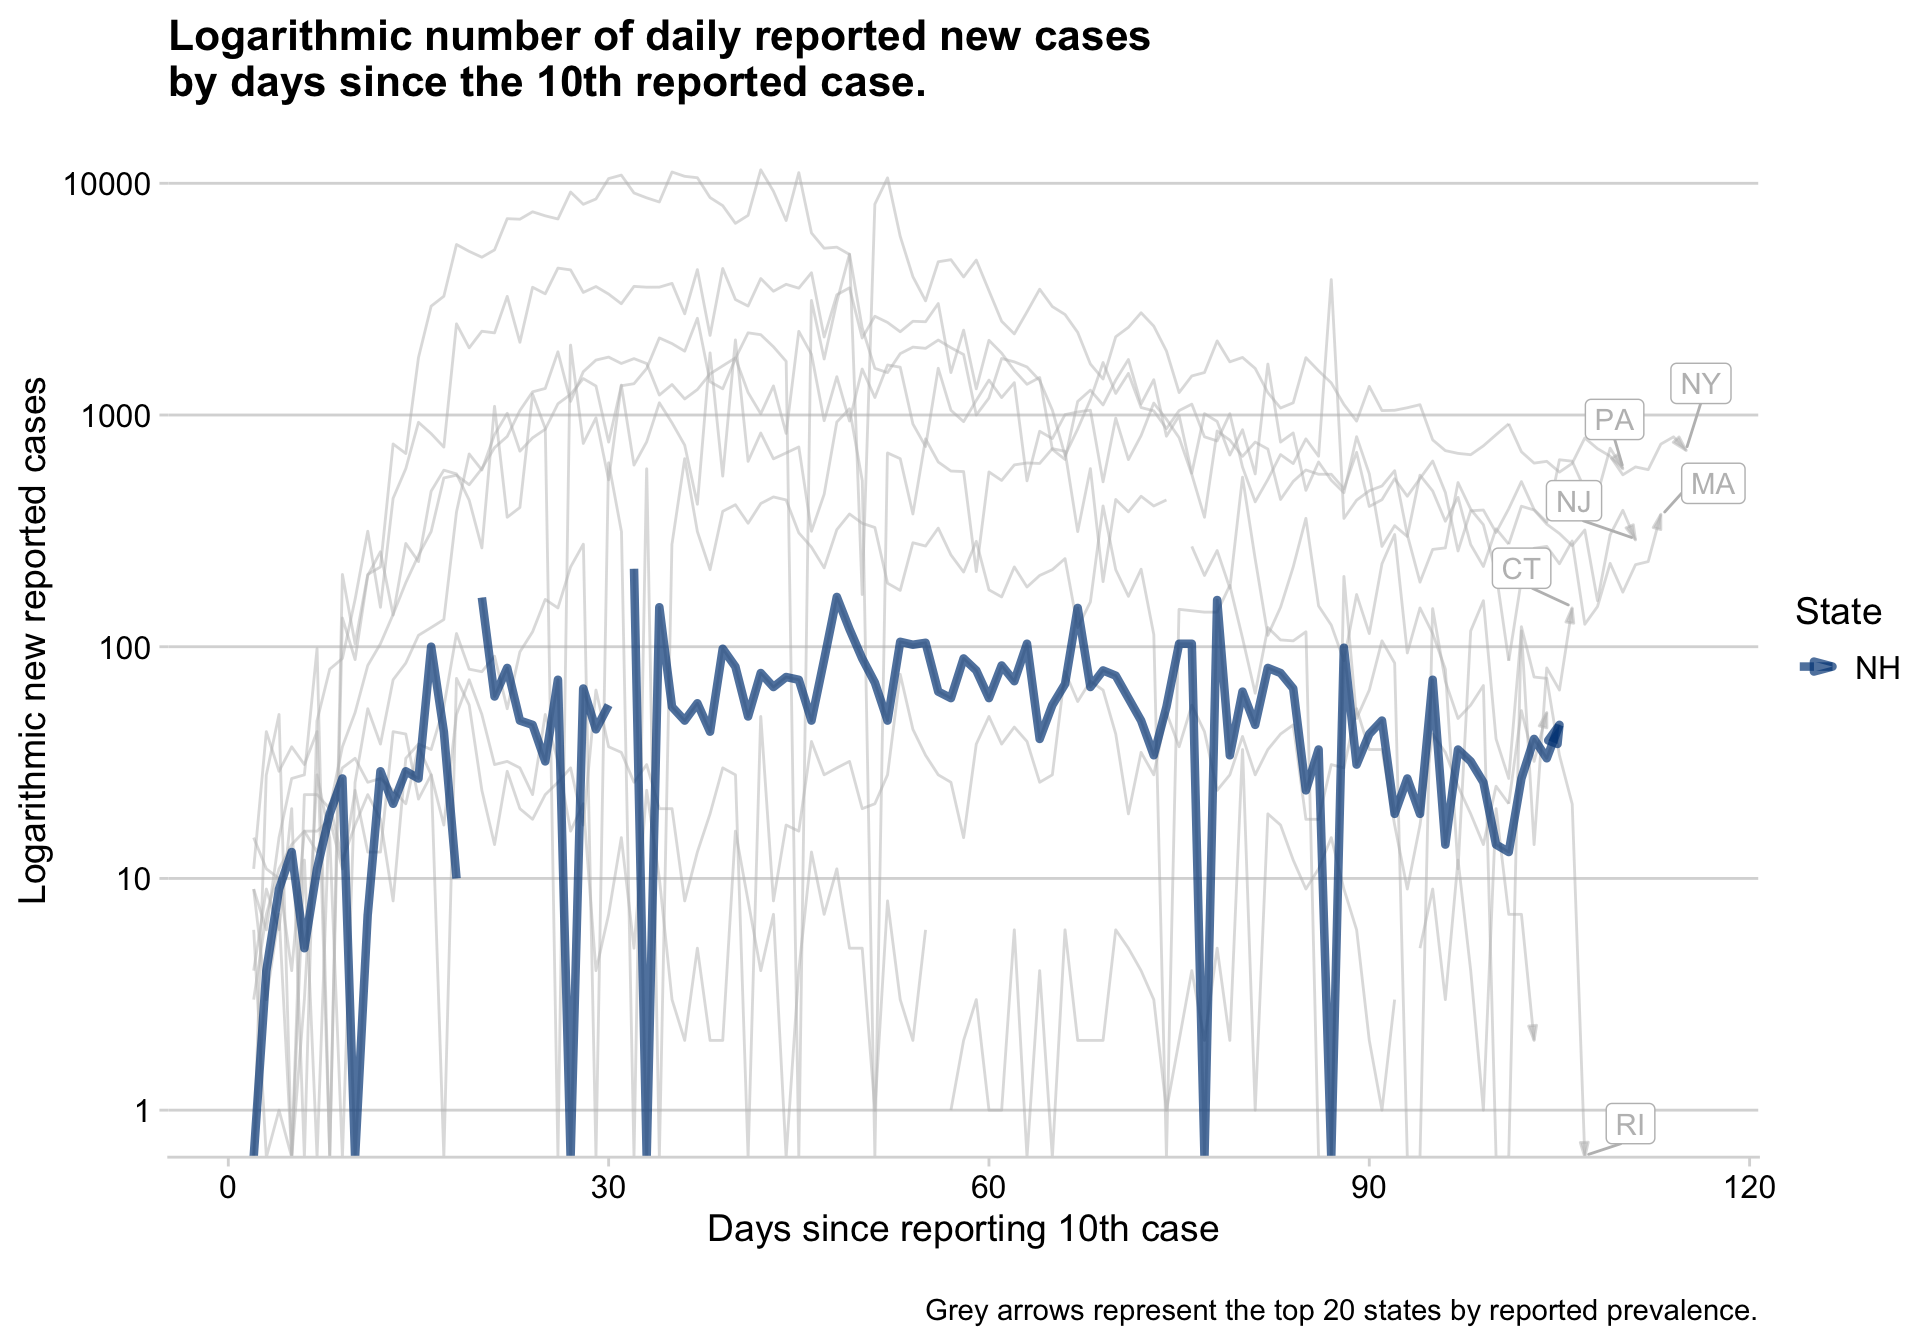 Logarithmic number of daily reported new cases
by days since the 10th reported case.
Logarithmic new reported cases
10000
1000
100
10
1
NY
PA
MA
NJ
CT
RI
State
NH
0
30
60
90
120
Days since reporting 10th case
Grey arrows represent the top 20 states by reported prevalence.